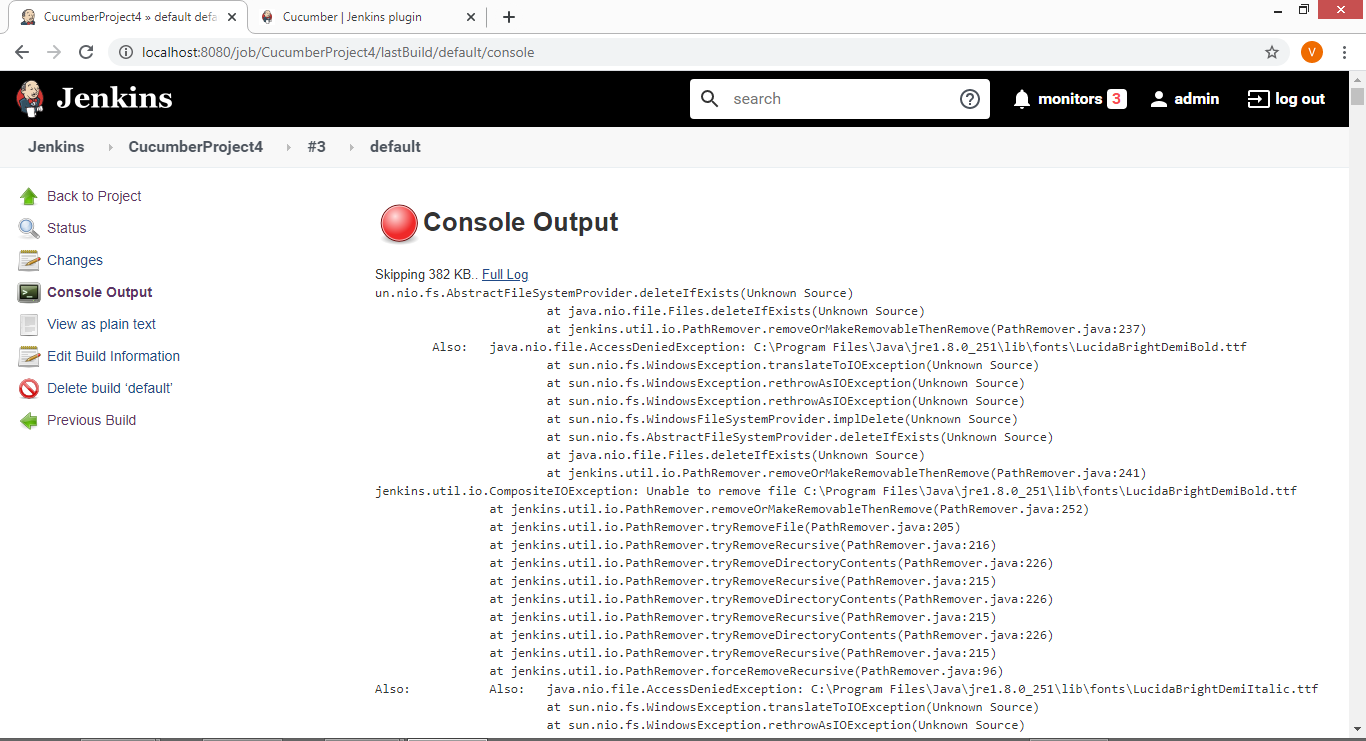 CucumberProject4 » default defa
Cucumber | Jenkins plugin
localhost:8080/job/CucumberProject4/lastBuild/default/console
V
Jenkins
search
monitors 3
admin
log out
Jenkins
CucumberProject4
#3
default
Back to Project
Status
Changes
Console Output
View as plain text
Edit Build Information
Delete build ‘default’
Previous Build
Console Output
Skipping 382 KB.. Full Log
un.nio.fs.AbstractFileSystemProvider.deleteIfExists(Unknown Source)
at java.nio.file.Files.deleteIfExists(Unknown Source)
at jenkins.util.io.PathRemover.removeOrMakeRemovableThenRemove(PathRemover.java:237)
Also: java.nio.file.AccessDeniedException: C:\Program Files\Java\jre1.8.0_251\lib\fonts\LucidaBrightDemiBold.ttf
at sun.nio.fs.WindowsException.translateToIOException(Unknown Source)
at sun.nio.fs.WindowsException.rethrowAsIOException(Unknown Source)
at sun.nio.fs.WindowsException.rethrowAsIOException(Unknown Source)
at sun.nio.fs.WindowsFileSystemProvider.implDelete(Unknown Source)
at sun.nio.fs.AbstractFileSystemProvider.deleteIfExists(Unknown Source)
at java.nio.file.Files.deleteIfExists(Unknown Source)
at jenkins.util.io.PathRemover.removeOrMakeRemovableThenRemove(PathRemover.java:241)
jenkins.util.io.CompositeIOException: Unable to remove file C:\Program Files\Java\jre1.8.0_251\lib\fonts\LucidaBrightDemiBold.ttf
at jenkins.util.io.PathRemover.removeOrMakeRemovableThenRemove(PathRemover.java:252)
at jenkins.util.io.PathRemover.tryRemoveFile(PathRemover.java:205)
at jenkins.util.io.PathRemover.tryRemoveRecursive(PathRemover.java:216)
at jenkins.util.io.PathRemover.tryRemoveDirectoryContents(PathRemover.java:226)
at jenkins.util.io.PathRemover.tryRemoveRecursive(PathRemover.java:215)
at jenkins.util.io.PathRemover.tryRemoveDirectoryContents(PathRemover.java:226)
at jenkins.util.io.PathRemover.tryRemoveRecursive(PathRemover.java:215)
at jenkins.util.io.PathRemover.tryRemoveDirectoryContents(PathRemover.java:226)
at jenkins.util.io.PathRemover.tryRemoveRecursive(PathRemover.java:215)
at jenkins.util.io.PathRemover.forceRemoveRecursive(PathRemover.java:96)
Also: Also: java.nio.file.AccessDeniedException: C:\Program Files\Java\jre1.8.0_251\lib\fonts\LucidaBrightDemiItalic.ttf
at sun.nio.fs.WindowsException.translateToIOException(Unknown Source)
at sun.nio.fs.WindowsException.rethrowAsIOException(Unknown Source)